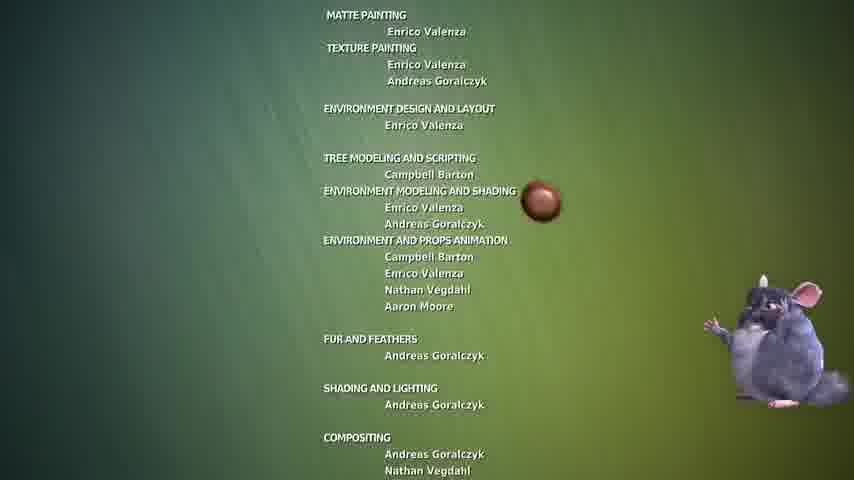 MATTE PAINTING
Enrico Valenza
TEXTURE PAINTING
Enrico Valenza
Andreas Goralczyk
ENVIRONMENT DESIGN AND LAYOUT
Enrico Valenza
TREE MODELING AND SCRIPTING
Campbell Barton
ENVIRONMENT MODELING AND SHADING
Enrico Valenza
Andreas Goralczyk
ENVIRONMENT AND PROPS ANIMATION
Campbell Barton
Enrico Valenza
Nathan Vegdahl
Aaron Moore
FUR AND FEATHERS
Andreas Goralczyk
SHADING AND LIGHTING
Andreas Goralczyk
COMPOSITING
Andreas Goralczyk
Nathan Vegdahl